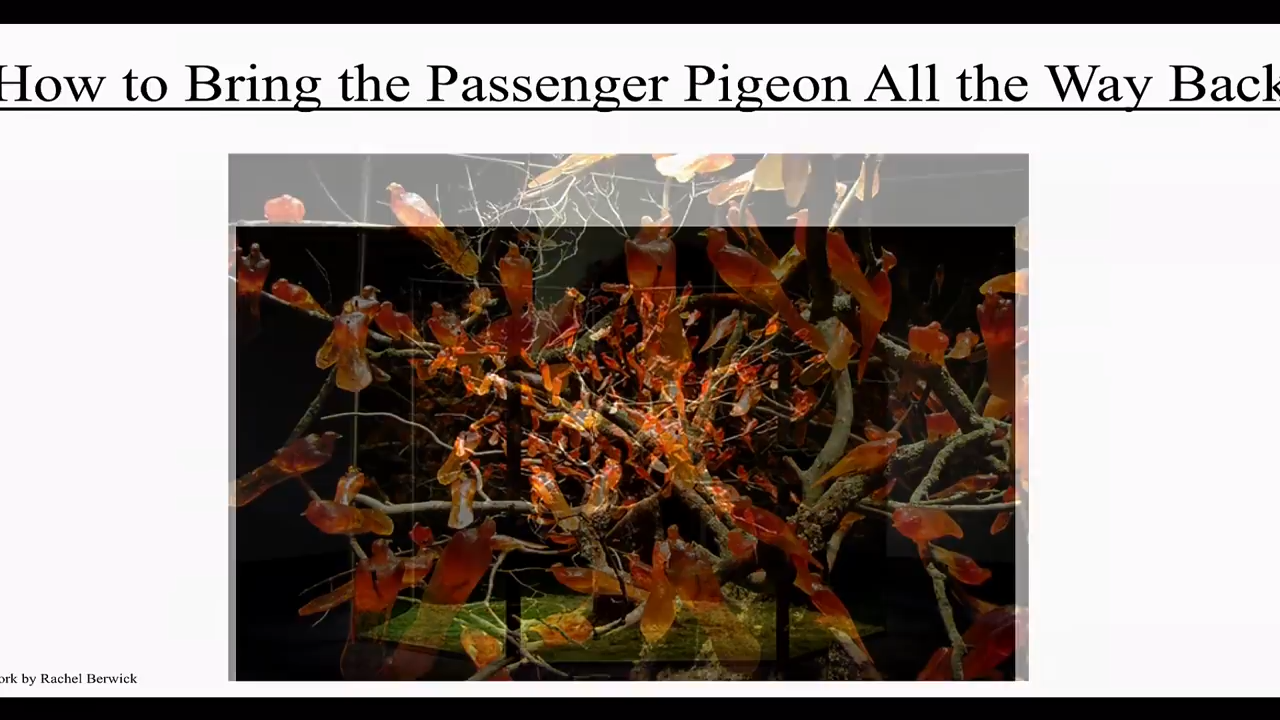 How to Bring the Passenger Pigeon All the Way Back
ork by Rachel Berwick